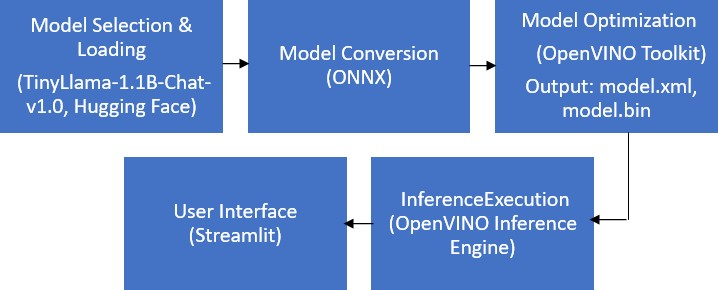 Model Selection &
Loading
(TinyLlama-1.1B-Chat-
v1.0, Hugging Face)
Model Conversion
(ONNX)
Model Optimization
(OpenVINO Toolkit)
Output: model.xml,
model.bin
User Interface
(Streamlit)
InferenceExecution
(OpenVINO Inference
Engine)